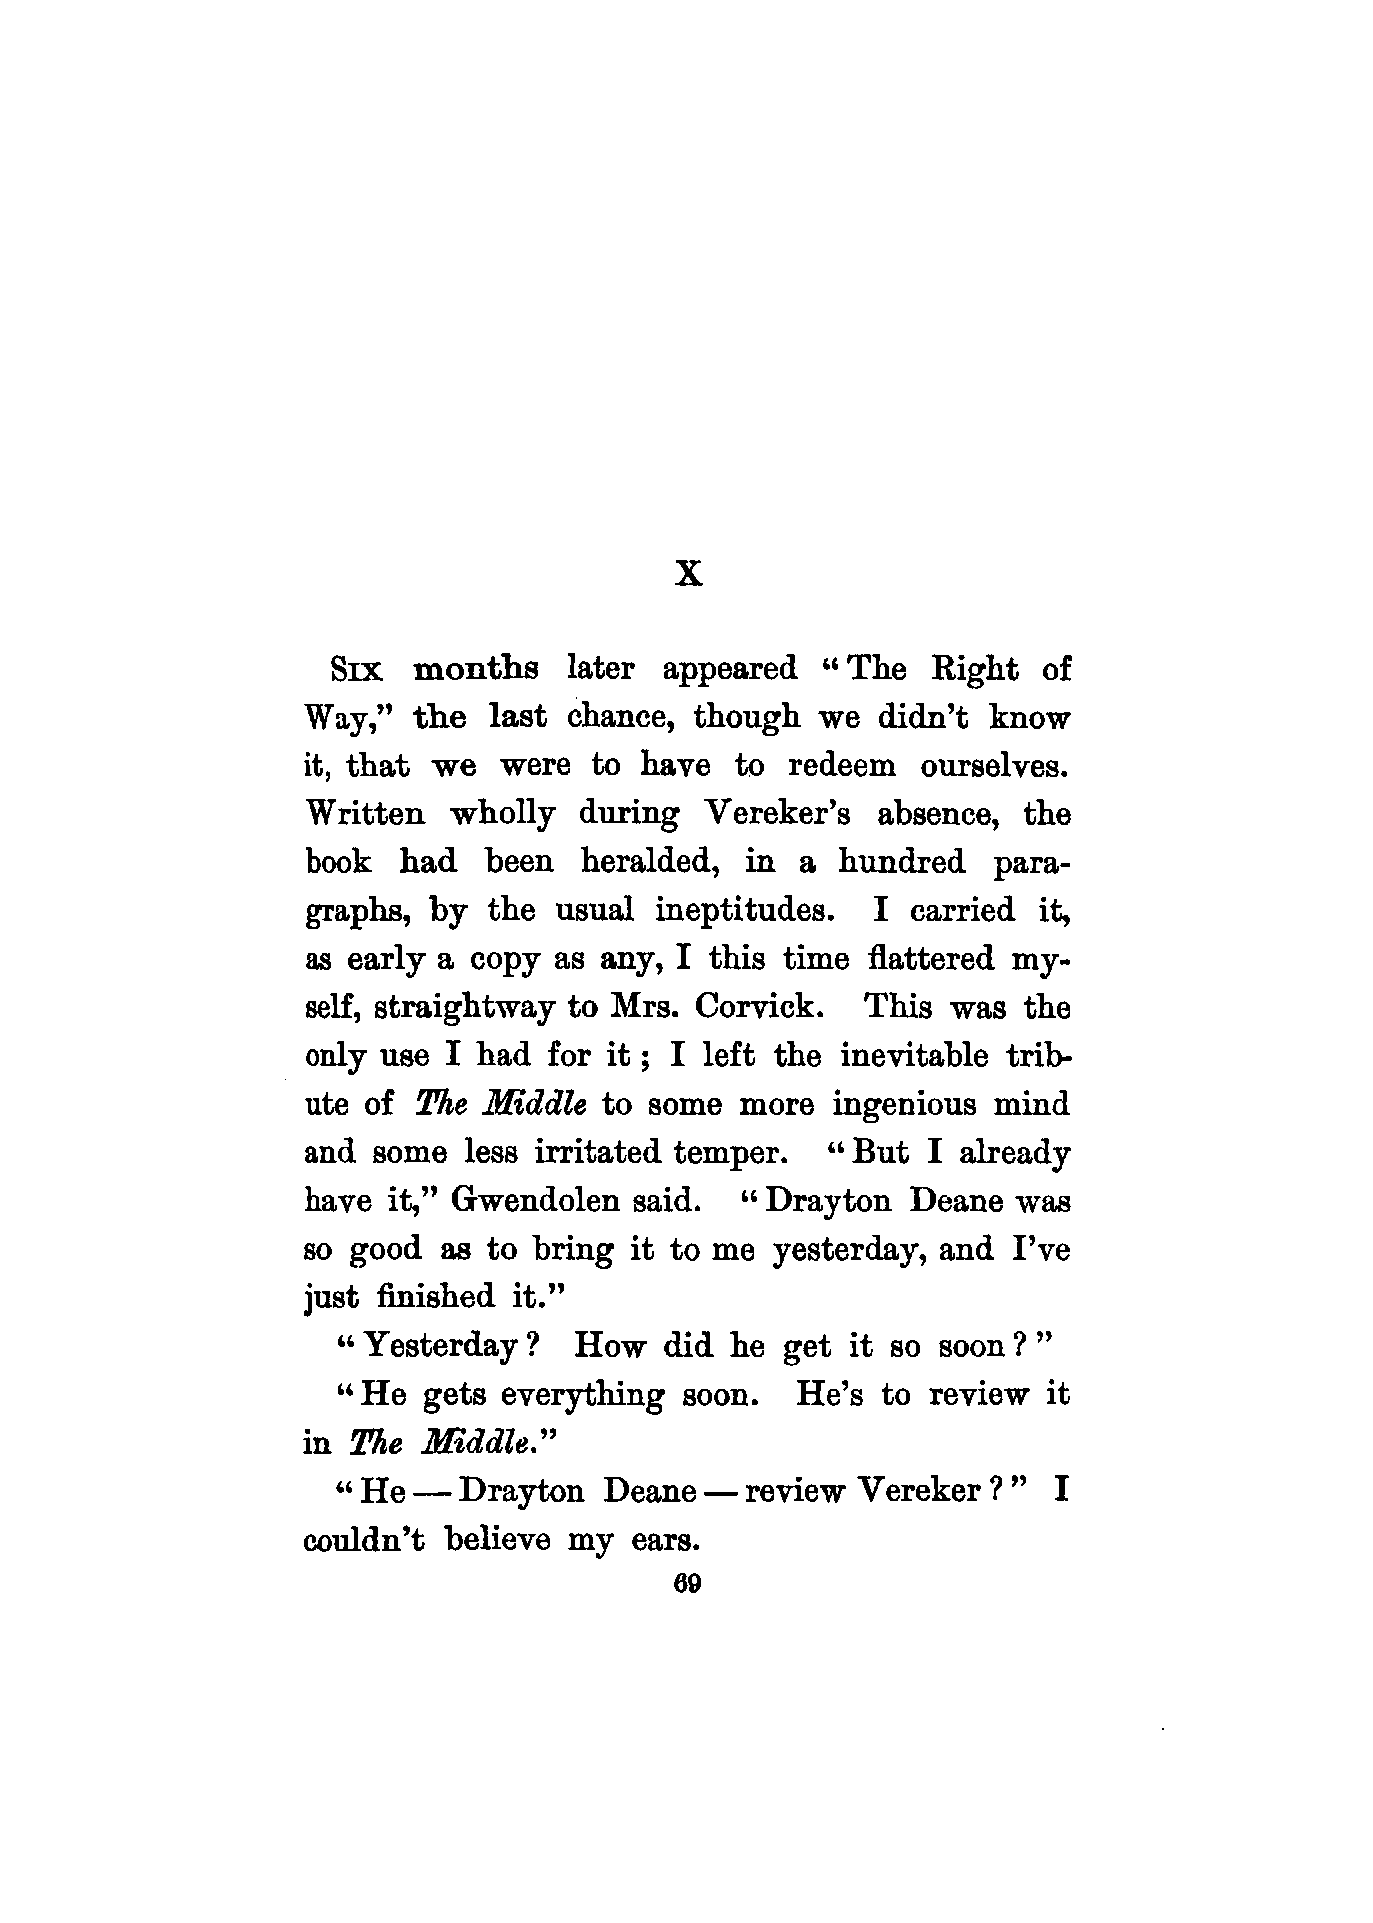 X
Six months later appeared “The Right of
Way,” the last chance, though we didn’t know
it, that we were to have to redeem ourselves.
Written wholly during Vereker’s absence, the
book had been heralded, in a hundred para-
graphs, by the usual ineptitudes. I carried it,
as early a copy as any, I this time flattered my-
self, straightway to Mrs. Corvick. This was the
only use I had for it; I left the inevitable trib-
ute of The Middle to some more ingenious mind
and some less irritated temper. “But I already
have it,” Gwendolen said. “Drayton Deane was
so good as to bring it to me yesterday, and I’ve
just finished it.”
“Yesterday? How did he get it so soon?”
“He gets everything soon. He’s to review it
in The Middle.”
“He—Drayton Deane—review Vereker?” I
couldn’t believe my ears.
69